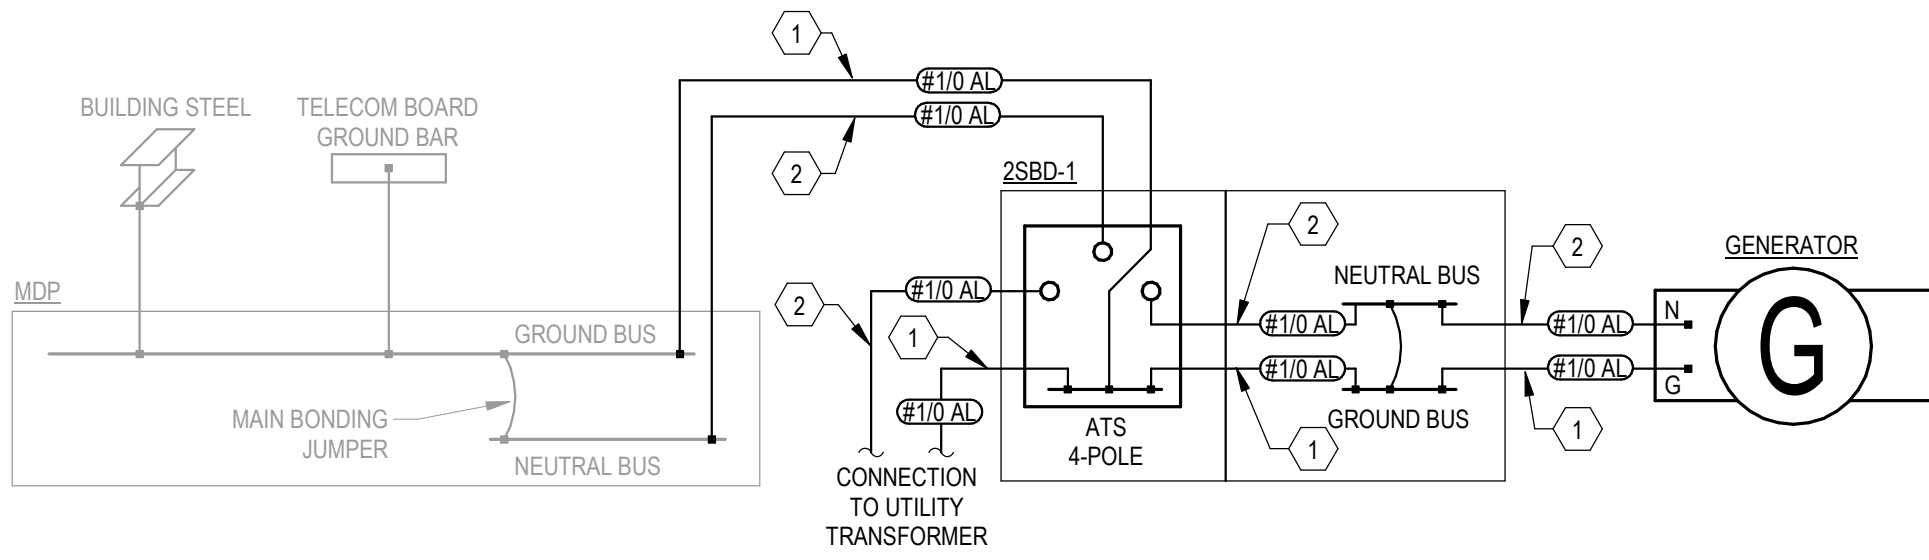 1
#1/0 AL
BUILDING STEEL
TELECOM BOARD
GROUND BAR
#1/0 AL
2
2SBD-1
2
2
GENERATOR
MDP
2
#1/0 AL
NEUTRAL BUS
N
GROUND BUS
1
#1/0 AL
#1/0 AL
G
#1/0 AL
#1/0 AL
G
MAIN BONDING
JUMPER
#1/0 AL
ATS
4-POLE
GROUND BUS
1
1
NEUTRAL BUS
CONNECTION
TO UTILITY
TRANSFORMER